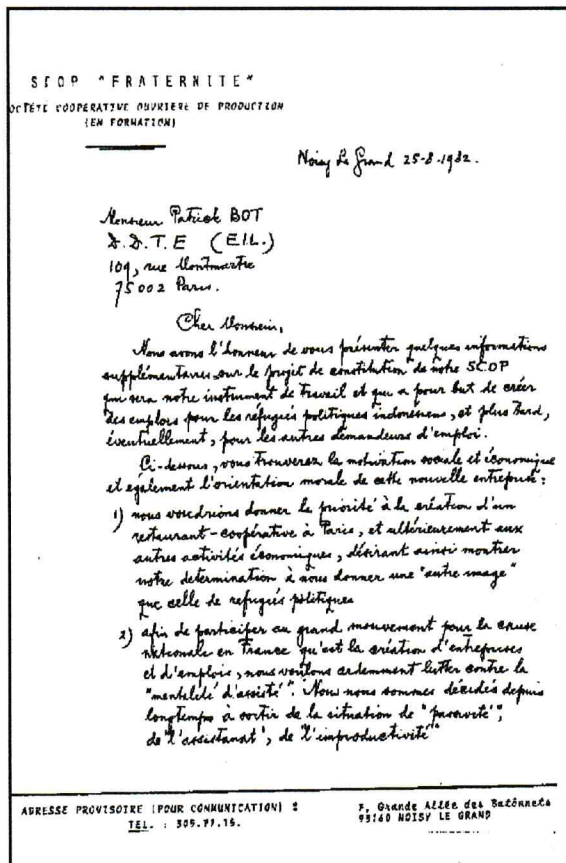 SCOP "FRATERNITE"
OCIÉTÉ COOPÉRATIVE OUVRIERE DE PRODUCTION
(EN FORMATION)
Noisy Le Grand 25-8-1982.
Monsieur Patrick BOT
D.D.T.E (E.I.L.)
109, rue Montmartre
75002 Paris.
Cher Monsieur,
Nous avons l'honneur de vous présenter quelques informations
supplémentaires sur le projet de constitution de notre SCOP
qui sera notre instrument de travail et qui a pour but de créer
des emplois pour les réfugiés politiques indonésiens, et plus tard,
éventuellement, pour les autres demandeurs d'emploi.
Ci-dessous, vous trouverez la motivation sociale et économique
et egalement l'orientation morale de cette nouvelle entreprise :
1) nous voudrions donner la priorité à la création d'un
restaurant-coopérative à Paris, et ultérieurement aux
autres activités économiques, désirant ainsi montrer
notre determination à nous donner une "autre image"
que celle de refugiés politiques
2) afin de participer au grand mouvement pour la cause
nationale en France qu'est la création d'entreprises
et d'emplois, nous voulons ardemment lutter contre la
"mentalité d'assisté". Nous nous sommes décidés depuis
longtemps à sortir de la situation de "passivité",
de "l'assistanat", de "l'improductivité"
ADRESSE PROVISOIRE (POUR COMMUNICATION) :
TEL. : 305.77.15.
7, Grande Allée des Batônnets
93160 NOISY LE GRAND